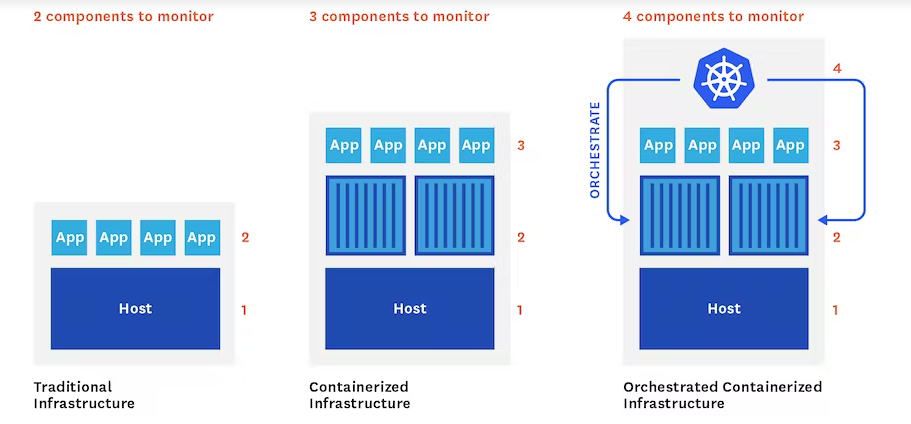 2 components to monitor
3 components to monitor
4 components to monitor
4
ORCHESTRATE
App App App App
3
App App App App
3
App App App App
2
2
2
Host
1
Host
1
Host
1
Traditional
Infrastructure
Containerized
Infrastructure
Orchestrated Containerized
Infrastructure